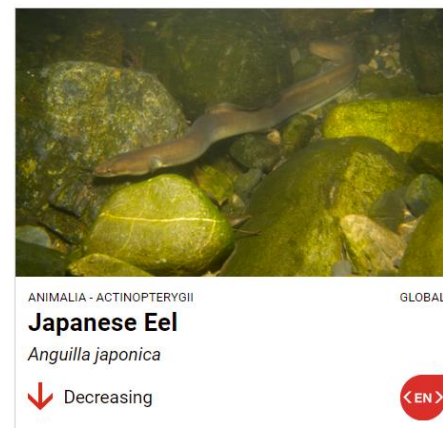 ANIMALIA - ACTINOPTERYGII
GLOBAL
Japanese Eel
Anguilla japonica
Decreasing
<EN>